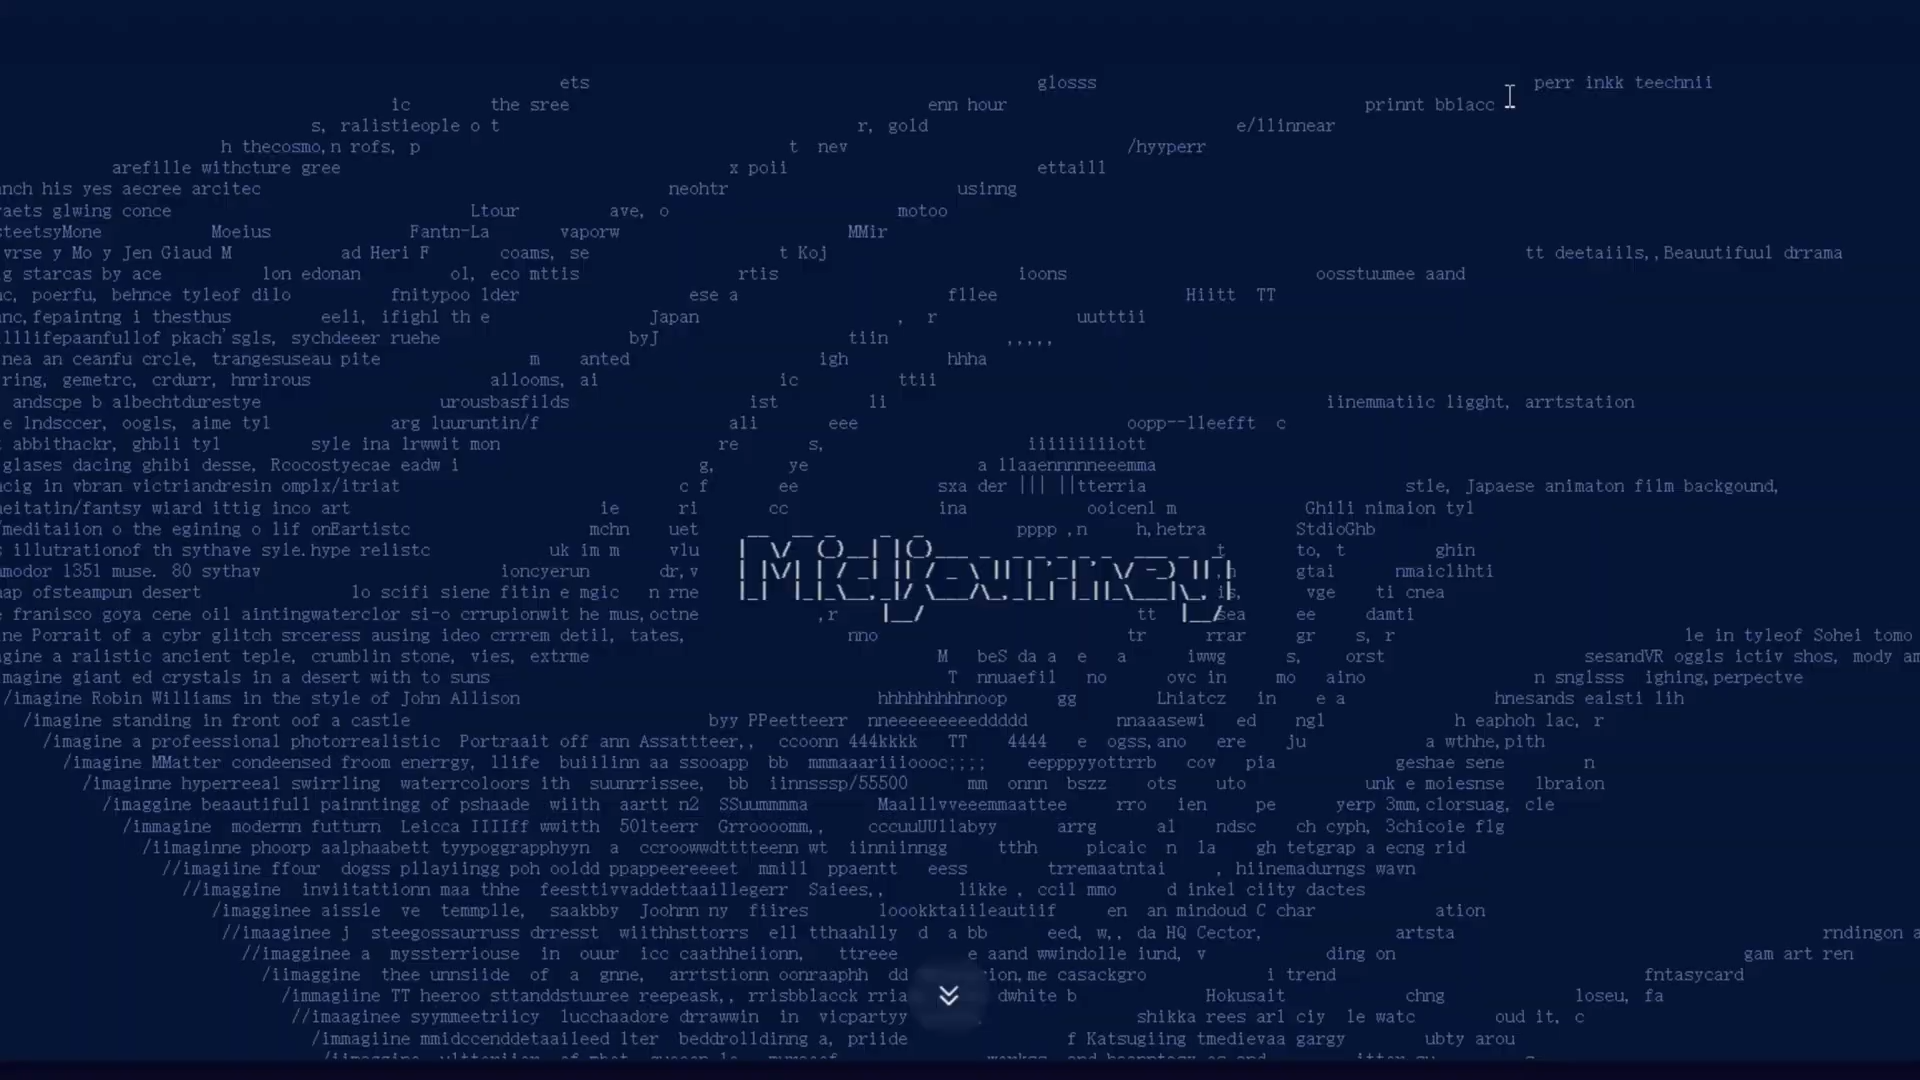 ets glosss perr inkk teechnii
ic the sree enn hour prinnt bblacc
s, ralistieople o t r, gold e/llinnear
h thecosmo,n rofs, p t nev /hyyperr
arefille withcture gree x poii ettaill
anch his yes aecree arcitec neohtr usinng
raets glwing conce Ltour ave, o motoo
steetsyMone Moeius Fantn-La vaporw MMir
vrse y Mo y Jen Giaud M ad Heri F coams, se t Koj tt deetaiils,,Beauutifuul drrama
g starcas by ace lon edonan ol, eco mttis rtis ioons oosstuumee aand
nc, poerfu, behnce tyleof dilo fnitypoo lder ese a fllee Hiitt TT
anc,fepaintng i thesthus eeli, ifighl th e Japan , r uutttii
lllifepaanfullof pkach'sgls, sychdeeer ruehe byJ tiin ,,,,,
nea an ceanfu crcle, trangesuseau pite m anted igh hhha
ring, gemetrc, crdurr, hnrirous allooms, ai ic ttii
andscpe b albechtdurestye urousbasfilds ist li iinemmatiic ligght, arrtstation
e lndsccer, oogls, aime tyl arg luuruntin/f ali eee oopp--lleefft c
abbithackr, ghbli tyl syle ina lrwwit mon re s, iiiiiiiiiott
glases dacing ghibi desse, Rcocostyecae eadw i g, ye a llaaennnnneeemma
ncig in vbran victriandresin omplx/itriat c f ee sxa der ||| ||tterria stle, Japaese animaton film backgound,
neitatin/fantsy wiard ittig inco art ie ri cc ina ooicenl m Ghili nimaion tyl
/meditaiion o the egining o lif onEartistc mchn uet pppp ,n h,hetra StdioGhb
s illutrationof th sythave syle.hype relistc uk im m vlu t to, t ghin
Midjourney
modor 1351 muse. 80 sythav ioncyerun dr,v gtai nmaiclihti
ap ofsteampun desert lo scifi siene fitin e mgic n rne is, vge ti cnea
e franisco goya cene oil aintingwaterclor si-o crrupionwit he mus,octne ,r tt sea ee damti
ne Porrait of a cybr glitch srceress ausing ideo crrrem detil, tates, nno tr rrar gr s, r le in tyleof Sohei tomo
gine a ralistic ancient teple, crumblin stone, vies, extrme M beS da a e a iwwg s, orst sesandVR oggls ictiv shos, mody am
magine giant ed crystals in a desert with to suns T nnuaefil no ovc in mo aino n snglsss ighing,perpectve
/imagine Robin Williams in the style of John Allison hhhhhhhhnoop gg Lhiatcz in e a hnesands ealsti lih
/imagine standing in front oof a castle byy PPeetteerr nneeeeeeeeddddd nnaaasewi ed ngl h eaphoh lac, r
/imagine a profeessional photorrealistic Portraait off ann Assattteer,, ccoonn 444kkkk TT 4444 e ogss,ano ere ju a wthhe,pith
/imagine MMatter condeensed froom enerrgy, llife buiilinn aa ssooapp bb mmmaaariiiloooc;;;; eepppyyottrrb cov pia geshae sene n
/imaginne hyperreeal swirrling watercoloors ith suunrrissee, bb iinnsssp/55500 mm onnn bszz ots uto unk e moiesnse lbraion
/imaggine beaautifull painntingg of pshaade wiith aartt n2 SSuummmma Maalllvveeemmaattee rro ien pe yerp 3mm,clorsuag, cle
/immagine modernn futturn Leicca IIIIff wwitth 50lteerr Grroooomm,, cccuuUUllabyy arrg al ndsc ch cyph, 3chicoie flg
/iimaginne phoorp aalphaabett tyypoggrapphyyn a ccroowwdtttteenn wt iinniinngg tthh picaic n la gh tetgrap a ecng rid
//imagiine ffour dogss pllayiingg poh ooldd ppappeereeeet mmill ppaentt eess trremaatntai , hiinemadurngs wavn
//imaggine inviitattionn maa thhe feesttivvaddettaaillegerr Saiees,, likke , ccil mmo d inkel cliity dactes
/imagginee aissle ve temmplle, saakbby Joohnn ny fiires loookktaiileautiif en an mindoud C char ation
//imaaginee j steegossaurruss drresst wiithhsttorrs ell tthaahlly d a bb eed, w,, da HQ Cector, artsta rndingon a
//imagginee a myssterriouse in ouur icc caathheiionn, ttreee e aand wwindolle iund, v ding on gam art ren
/iimaggine thee unnsiide of a gnne, arrtstionn oonraaphh dd ion,me casackgro i trend fntasycard
/immagiine TT heeroo sttanddstuuree reepeask,, rrisbblacck rria dwhite b Hokusait chng loseu, fa
//imaaginee syymmeetriicy lucchaadore drrawwin in vicpartyy shikka rees arl ciy le watc oud it, c
/immagiine mmidccenddetaaileed lter beddrolldinng a, priide f Katsugiing tmedievaa gargy ubty arou